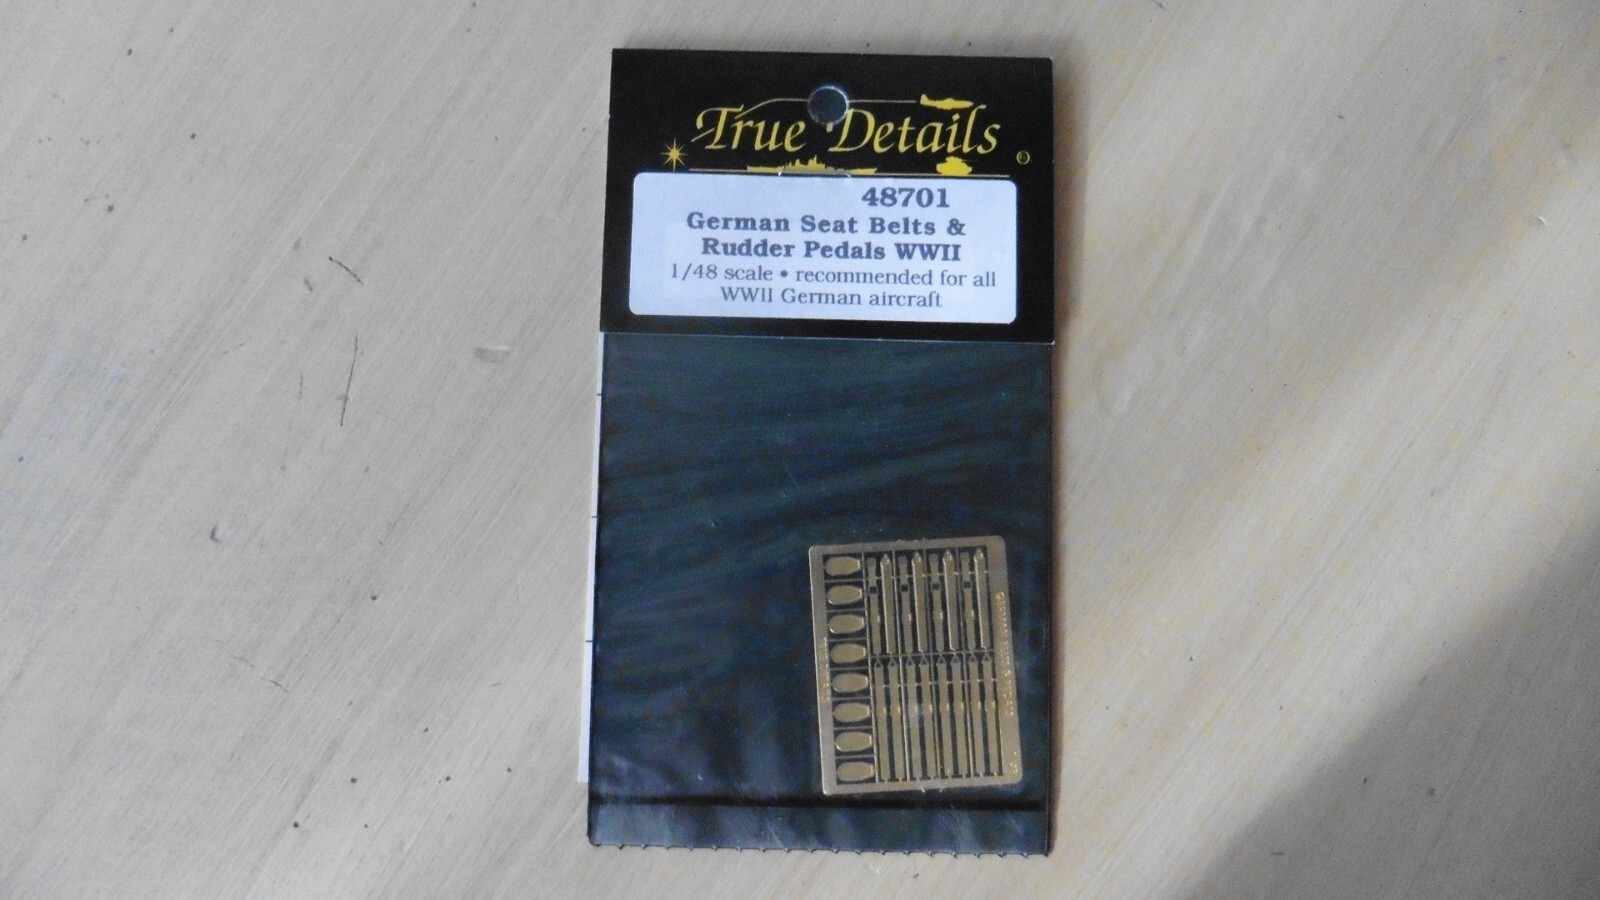 True Details
48701
German Seat Belts &
Rudder Pedals WWII
1/48 scale • recommended for all
WWII German aircraft